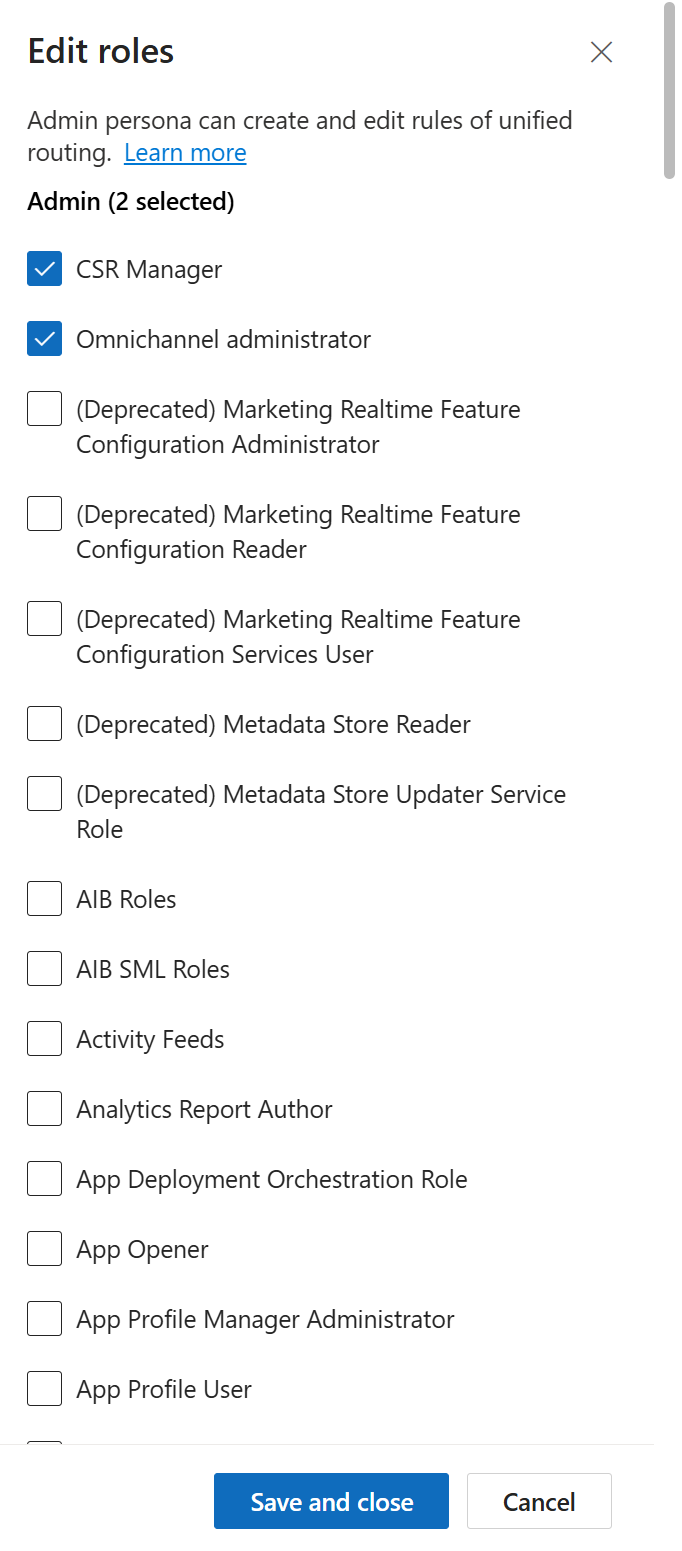 Edit roles
Admin persona can create and edit rules of unified
routing. Learn more
Admin (2 selected)
CSR Manager
Omnichannel administrator
(Deprecated) Marketing Realtime Feature
Configuration Administrator
(Deprecated) Marketing Realtime Feature
Configuration Reader
(Deprecated) Marketing Realtime Feature
Configuration Services User
(Deprecated) Metadata Store Reader
(Deprecated) Metadata Store Updater Service
Role
AIB Roles
AIB SML Roles
Activity Feeds
Analytics Report Author
App Deployment Orchestration Role
App Opener
App Profile Manager Administrator
App Profile User
Save and close
Cancel